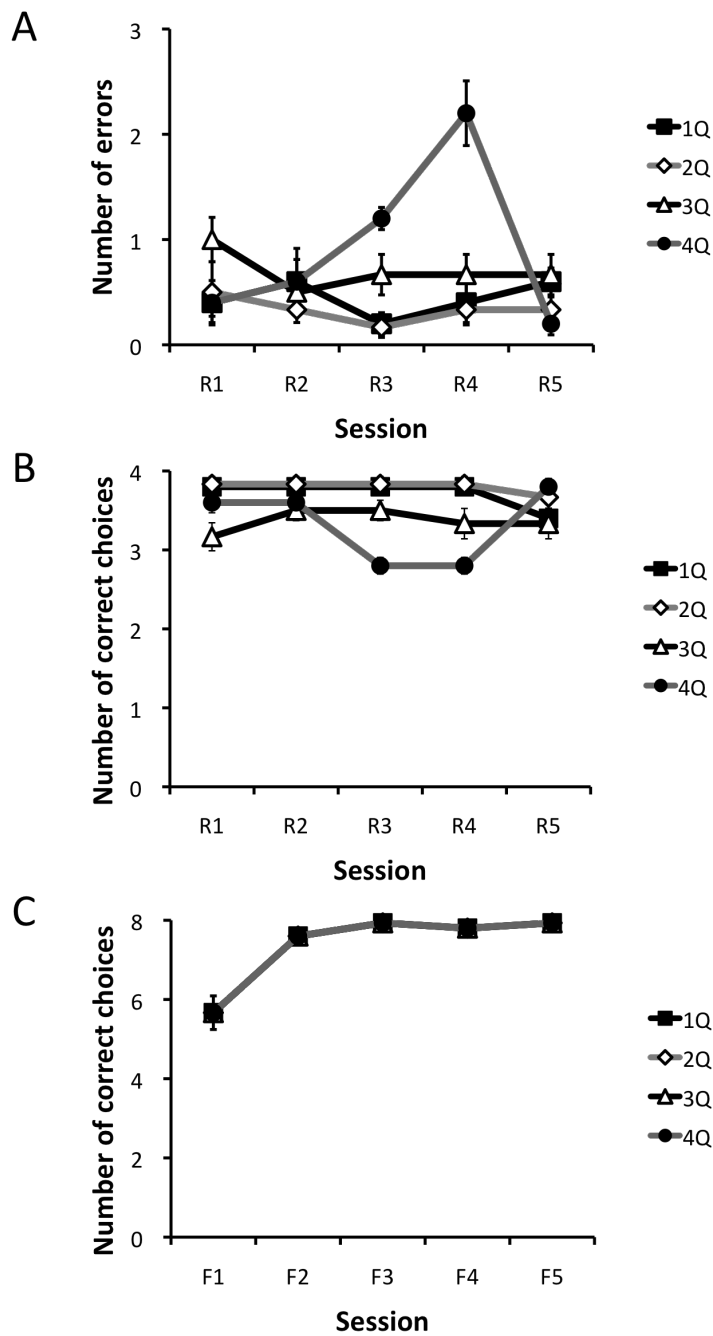 A
Number of errors
3
2
1
0
R1 R2 R3 R4 R5
Session
1Q
2Q
3Q
4Q
B
Number of correct choices
4
3
2
1
0
R1 R2 R3 R4 R5
Session
1Q
2Q
3Q
4Q
C
Number of correct choices
8
6
4
2
0
F1 F2 F3 F4 F5
Session
1Q
2Q
3Q
4Q